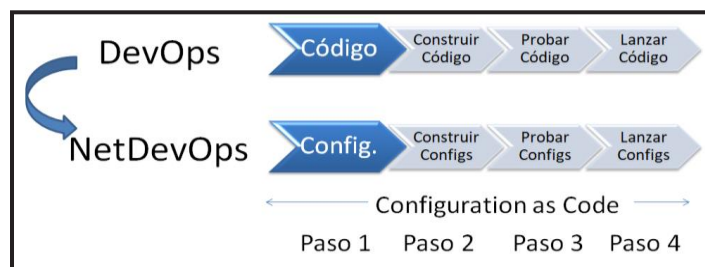 DevOps
Código
Construir
Código
Probar
Código
Lanzar
Código
NetDevOps
Config.
Construir
Configs
Probar
Configs
Lanzar
Configs
Configuration as Code
Paso 1 Paso 2 Paso 3 Paso 4